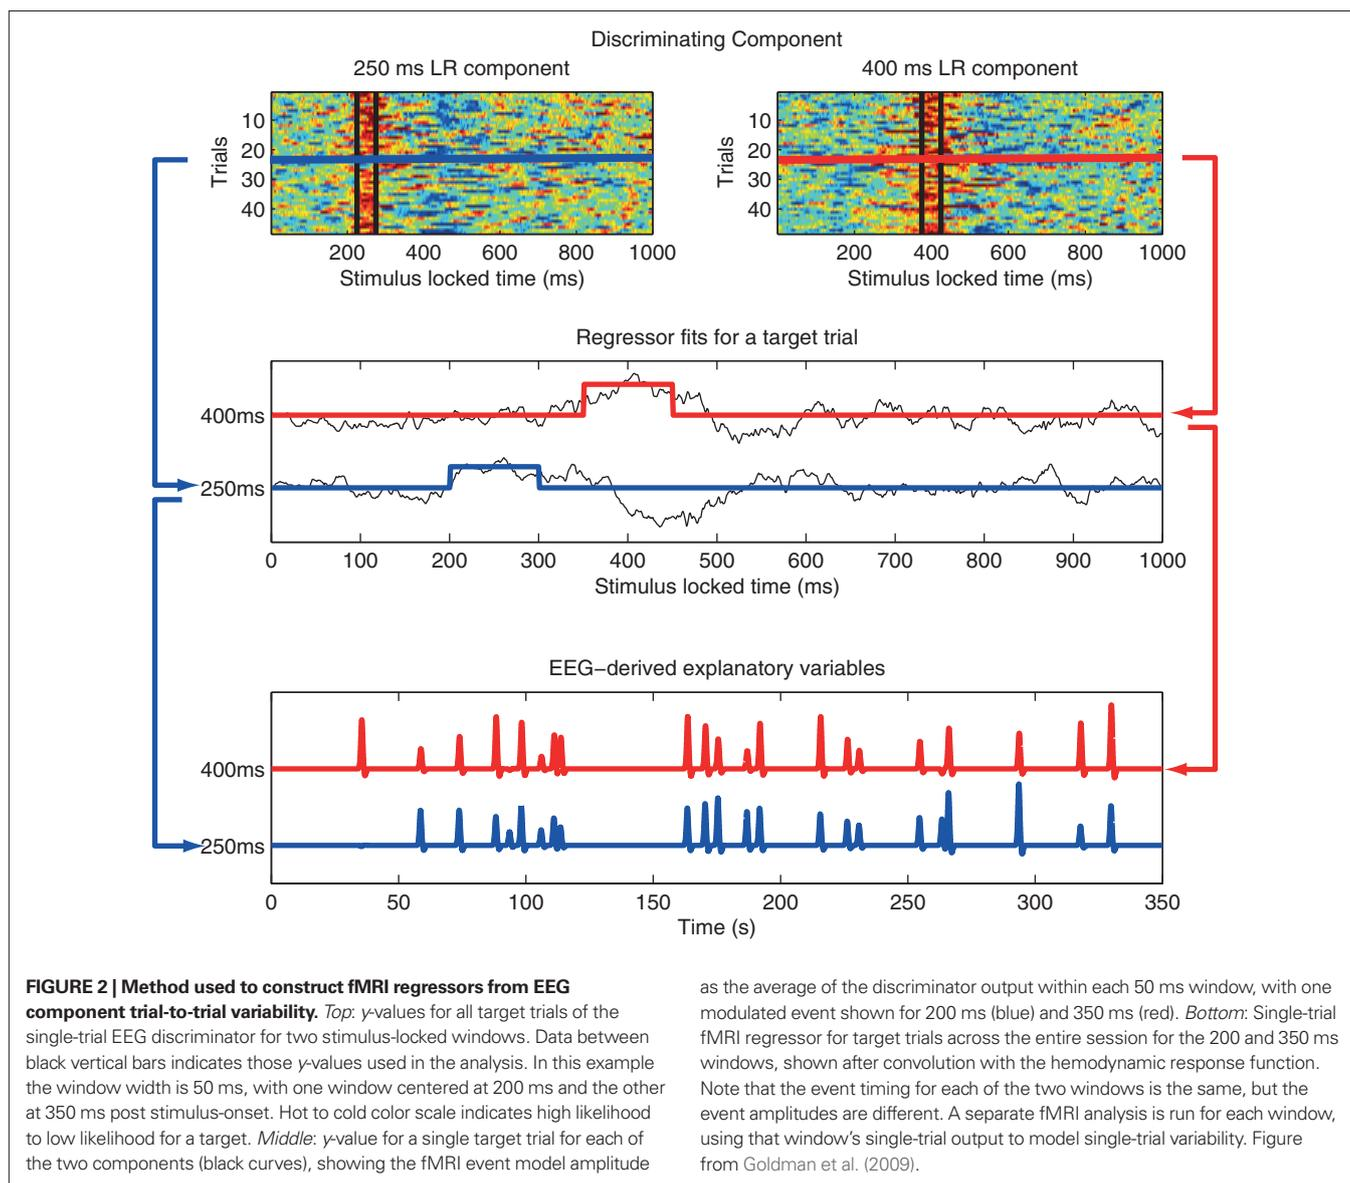 Discriminating Component
250 ms LR component
400 ms LR component
Trials
10
20
30
40
200 400 600 800 1000
Stimulus locked time (ms)
Trials
10
20
30
40
200 400 600 800 1000
Stimulus locked time (ms)
Regressor fits for a target trial
400ms
250ms
0 100 200 300 400 500 600 700 800 900 1000
Stimulus locked time (ms)
EEG–derived explanatory variables
400ms
250ms
0 50 100 150 200 250 300 350
Time (s)
FIGURE 2 | Method used to construct fMRI regressors from EEG
component trial-to-trial variability. Top: y-values for all target trials of the
single-trial EEG discriminator for two stimulus-locked windows. Data between
black vertical bars indicates those y-values used in the analysis. In this example
the window width is 50 ms, with one window centered at 200 ms and the other
at 350 ms post stimulus-onset. Hot to cold color scale indicates high likelihood
to low likelihood for a target. Middle: y-value for a single target trial for each of
the two components (black curves), showing the fMRI event model amplitude
as the average of the discriminator output within each 50 ms window, with one
modulated event shown for 200 ms (blue) and 350 ms (red). Bottom: Single-trial
fMRI regressor for target trials across the entire session for the 200 and 350 ms
windows, shown after convolution with the hemodynamic response function.
Note that the event timing for each of the two windows is the same, but the
event amplitudes are different. A separate fMRI analysis is run for each window,
using that window's single-trial output to model single-trial variability. Figure
from Goldman et al. (2009).